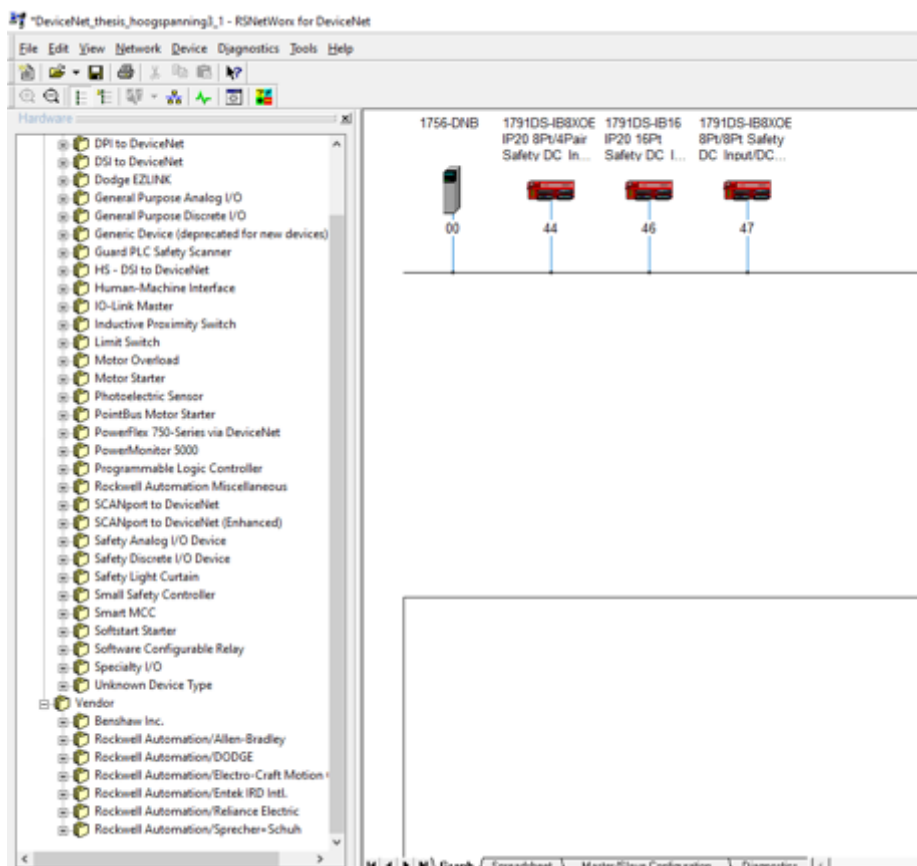 *DeviceNet_thesis_hoogspanning3_1 - RSNetWorx for DeviceNet
File Edit View Network Device Diagnostics Tools Help
Hardware
DPI to DeviceNet
DSI to DeviceNet
Dodge EZLINK
General Purpose Analog I/O
General Purpose Discrete I/O
Generic Device (deprecated for new devices)
Guard PLC Safety Scanner
HS - DSI to DeviceNet
Human-Machine Interface
IO-Link Master
Inductive Proximity Switch
Limit Switch
Motor Overload
Motor Starter
Photoelectric Sensor
PointBus Motor Starter
PowerFlex 750-Series via DeviceNet
PowerMonitor 5000
Programmable Logic Controller
Rockwell Automation Miscellaneous
SCANport to DeviceNet
SCANport to DeviceNet (Enhanced)
Safety Analog I/O Device
Safety Discrete I/O Device
Safety Light Curtain
Small Safety Controller
Smart MCC
Softstart Starter
Software Configurable Relay
Specialty I/O
Unknown Device Type
Vendor
Benshaw Inc.
Rockwell Automation/Allen-Bradley
Rockwell Automation/DODGE
Rockwell Automation/Electro-Craft Motion
Rockwell Automation/Entek IRD Intl.
Rockwell Automation/Reliance Electric
Rockwell Automation/Sprecher+Schuh
1756-DNB 1791DS-IB8XOE 1791DS-IB16 1791DS-IB8XOE
IP20 8Pt/4Pair IP20 16Pt 8Pt/8Pt Safety
Safety DC In... Safety DC I... DC Input/DC...
00 44 46 47
Graph Spreadsheet Master/Slave Configuration Diagnostics